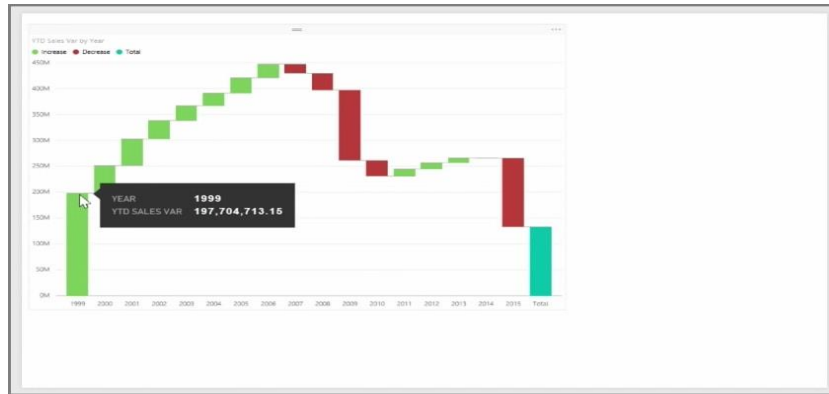 YTD Sales Var by Year
Increase Decrease Total
450M
400M
350M
300M
250M
200M
150M
100M
50M
0M
YEAR 1999
YTD SALES VAR 197,704,713.15
1999 2000 2001 2002 2003 2004 2005 2006 2007 2008 2009 2010 2011 2012 2013 2014 2015 Total